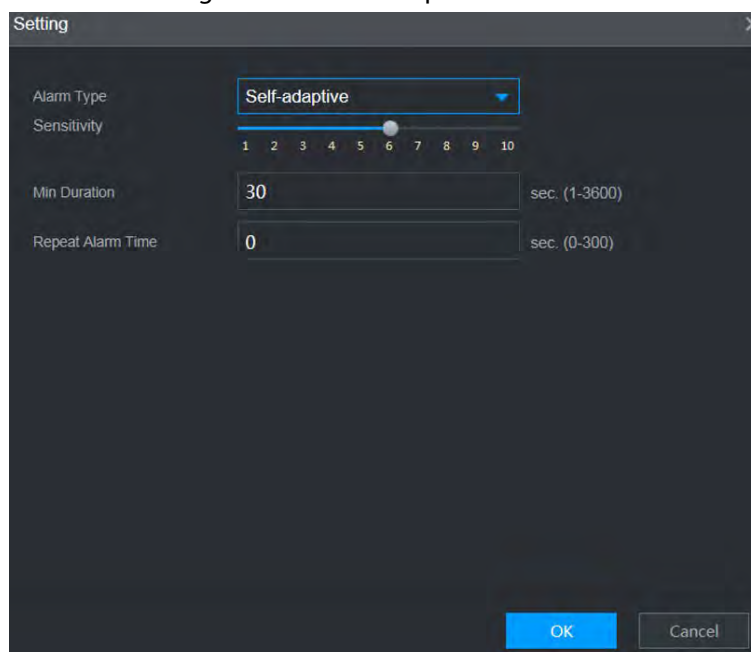 Setting
Alarm Type Self-adaptive
Sensitivity
1 2 3 4 5 6 7 8 9 10
Min Duration 30 sec. (1-3600)
Repeat Alarm Time 0 sec. (0-300)
OK Cancel